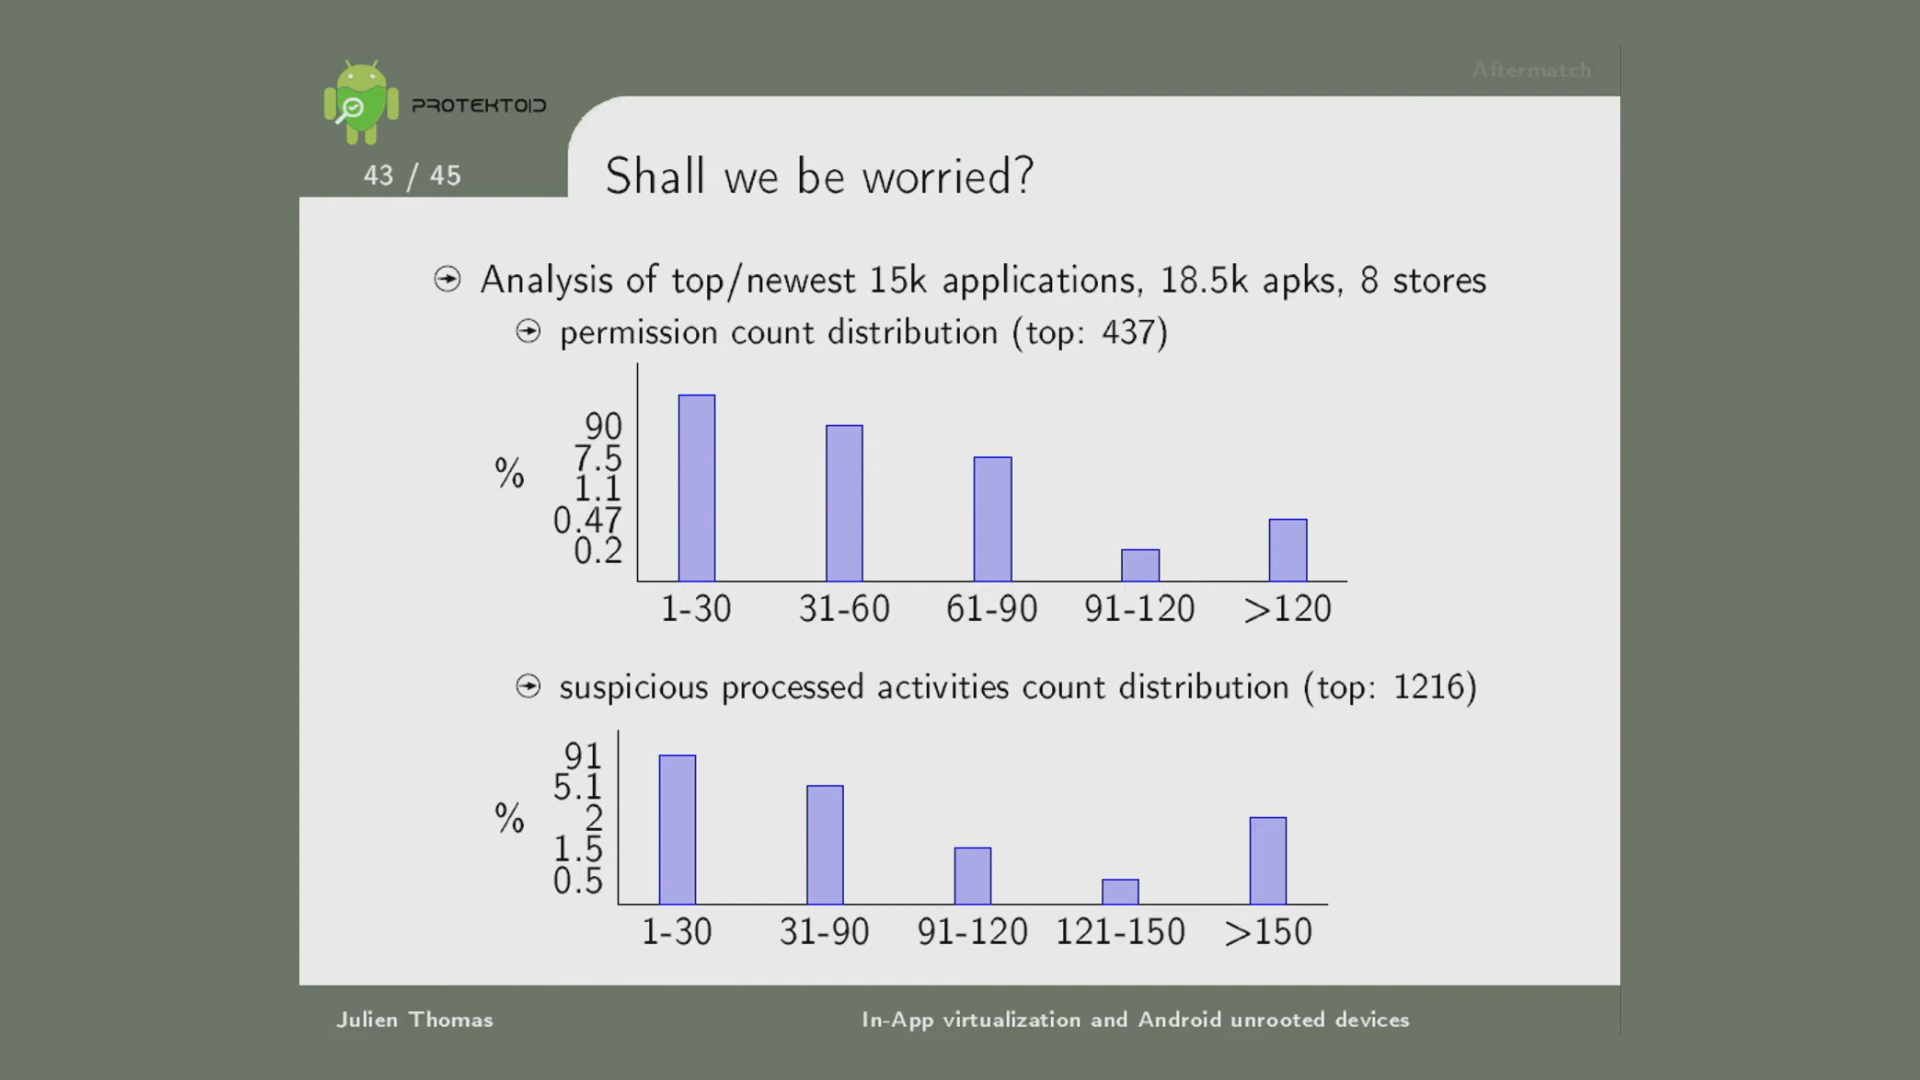 Aftermatch
PROTEKTOID
43 / 45
Shall we be worried?
Analysis of top/newest 15k applications, 18.5k apks, 8 stores
permission count distribution (top: 437)
%
90
7.5
1.1
0.47
0.2
1-30 31-60 61-90 91-120 >120
suspicious processed activities count distribution (top: 1216)
%
91
5.1
2
1.5
0.5
1-30 31-90 91-120 121-150 >150
Julien Thomas In-App virtualization and Android unrooted devices